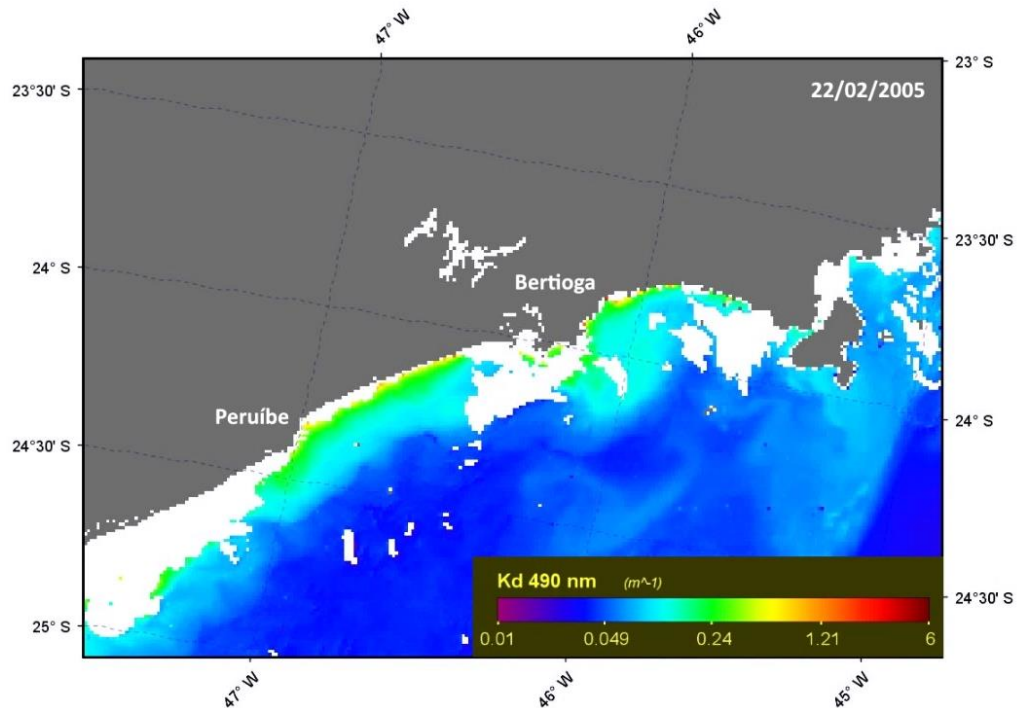 47° W
46° W
23°30' S
23° S
22/02/2005
23°30' S
24° S
Bertioga
Peruíbe
24° S
24°30' S
Kd 490 nm (m^-1)
24°30' S
0.01 0.049 0.24 1.21 6
25° S
47° W
46° W
45° W